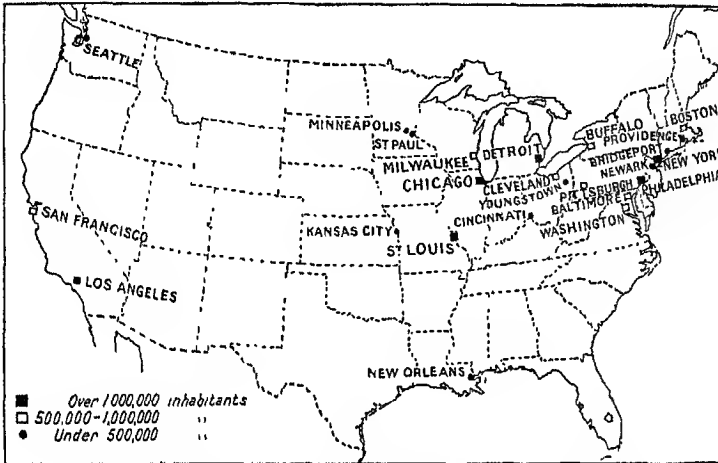 SEATTLE
MINNEAPOLIS
ST PAUL
MILWAUKEE
DETROIT
BUFFALO
BOSTON
PROVIDENCE
BRIDGEPORT
NEWARK
NEW YORK
CHICAGO
CLEVELAND
YOUNGSTOWN
PITTSBURGH
PHILADELPHIA
BALTIMORE
CINCINNATI
WASHINGTON
SAN FRANCISCO
KANSAS CITY
ST LOUIS
LOS ANGELES
NEW ORLEANS
Over 1000,000 inhabitants
500,000-1,000,000 "
Under 500,000 "